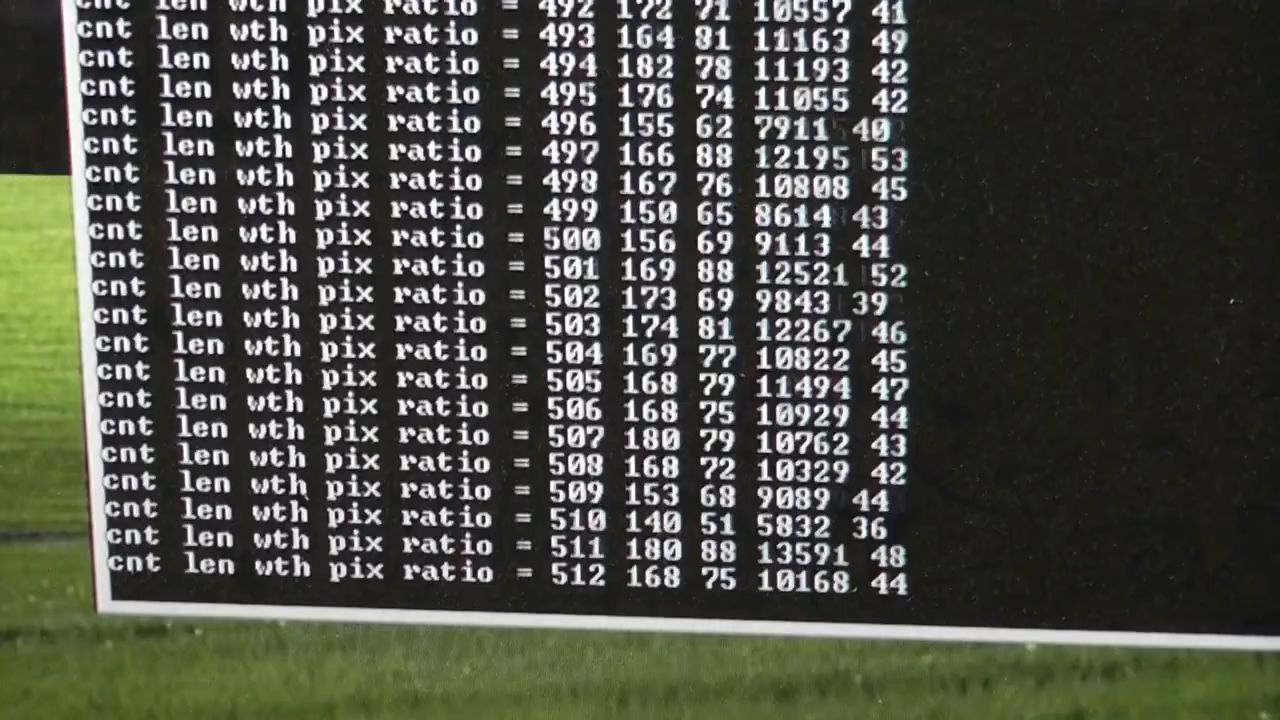 cnt len wth pix ratio = 492 172 71 10557 41
cnt len wth pix ratio = 493 164 81 11163 49
cnt len wth pix ratio = 494 182 78 11193 42
cnt len wth pix ratio = 495 176 74 11055 42
cnt len wth pix ratio = 496 155 62 7911 40
cnt len wth pix ratio = 497 166 88 12195 53
cnt len wth pix ratio = 498 167 76 10808 45
cnt len wth pix ratio = 499 150 65 8614 43
cnt len wth pix ratio = 500 156 69 9113 44
cnt len wth pix ratio = 501 169 88 12521 52
cnt len wth pix ratio = 502 173 69 9843 39
cnt len wth pix ratio = 503 174 81 12267 46
cnt len wth pix ratio = 504 169 77 10822 45
cnt len wth pix ratio = 505 168 79 11494 47
cnt len wth pix ratio = 506 168 75 10929 44
cnt len wth pix ratio = 507 180 79 10762 43
cnt len wth pix ratio = 508 168 72 10329 42
cnt len wth pix ratio = 509 153 68 9089 44
cnt len wth pix ratio = 510 140 51 5832 36
cnt len wth pix ratio = 511 180 88 13591 48
cnt len wth pix ratio = 512 168 75 10168 44